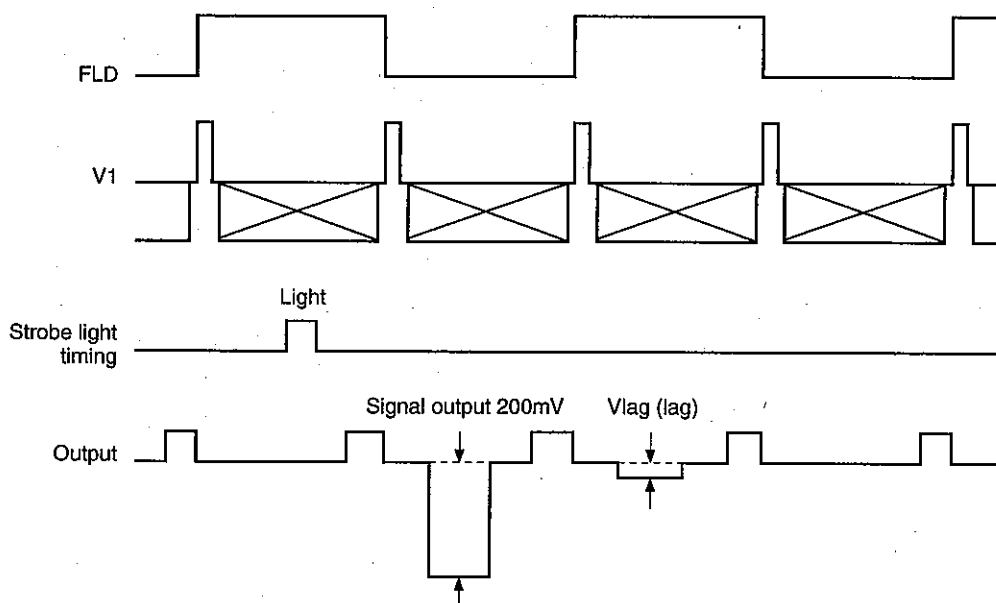 FLD
V1
Light
Strobe light
timing
Signal output 200mV
Vlag (lag)
Output